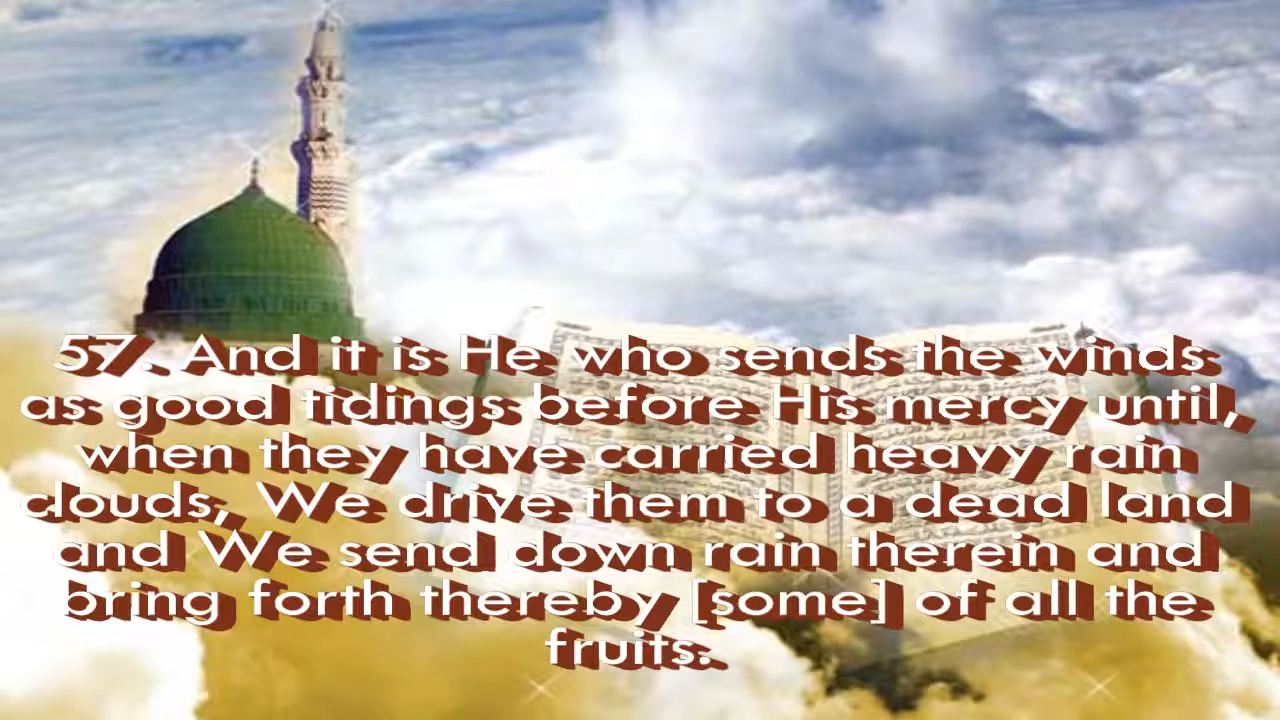 57. And it is He who sends the winds
as good tidings before His mercy until,
when they have carried heavy rain
clouds, We drive them to a dead land
and We send down rain therein and
bring forth thereby [some] of all the
fruits.